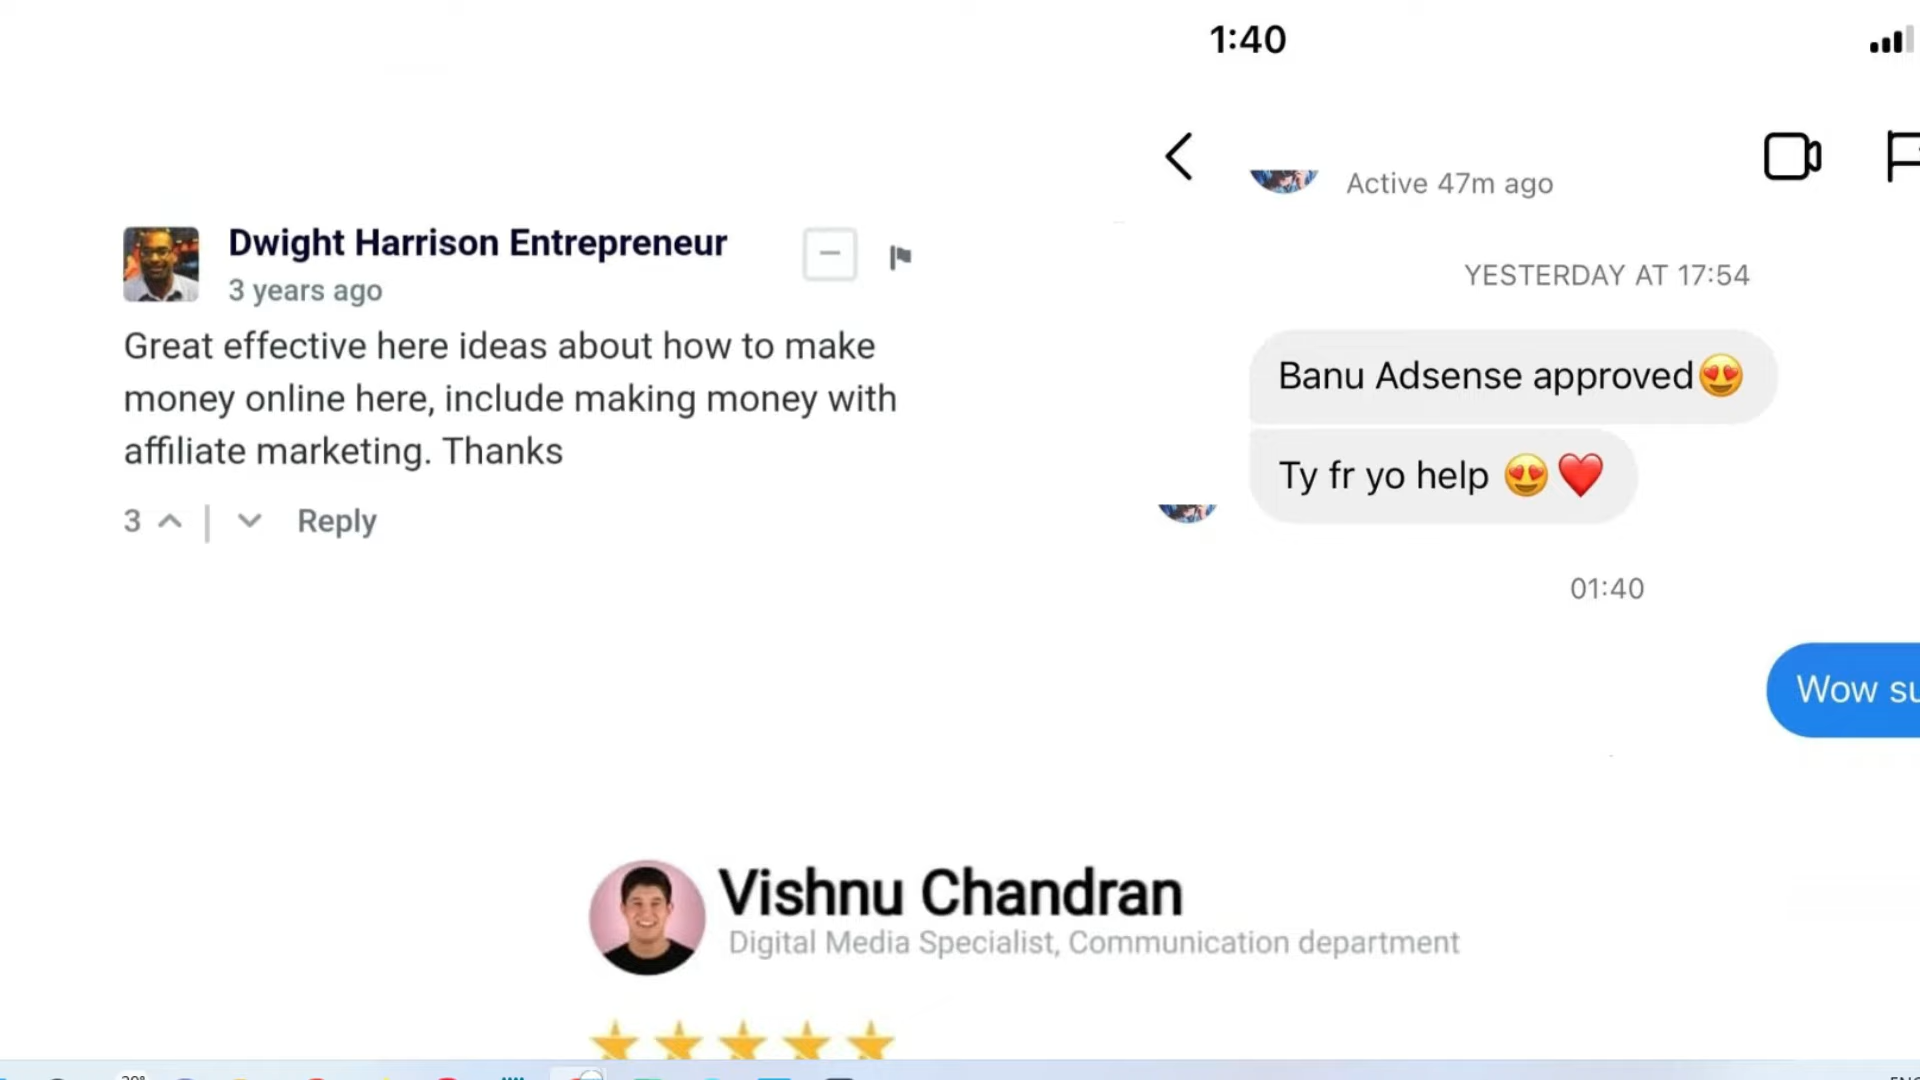 1:40
Active 47m ago
Dwight Harrison Entrepreneur
3 years ago
Great effective here ideas about how to make
money online here, include making money with
affiliate marketing. Thanks
3
Reply
YESTERDAY AT 17:54
Banu Adsense approved😍
Ty fr yo help 😍❤️
01:40
Wow su
Vishnu Chandran
Digital Media Specialist, Communication department